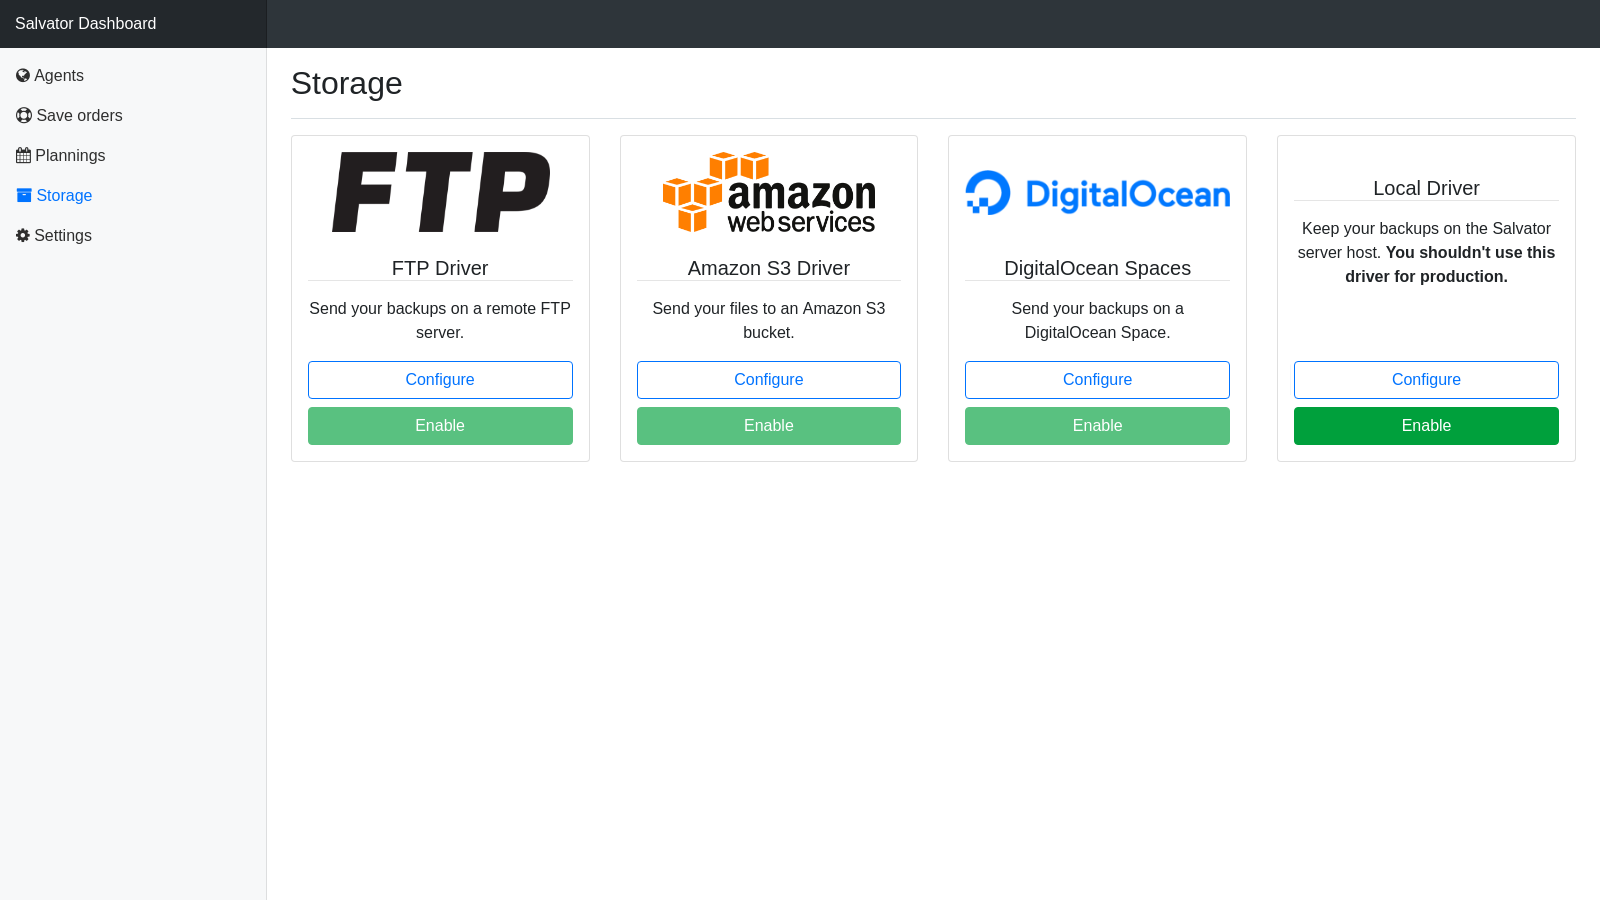 Salvator Dashboard
Agents
Save orders
Plannings
Storage
Settings
Storage
FTP
FTP Driver
Send your backups on a remote FTP
server.
Configure
Enable
amazon
web services
Amazon S3 Driver
Send your files to an Amazon S3
bucket.
Configure
Enable
DigitalOcean
DigitalOcean Spaces
Send your backups on a
DigitalOcean Space.
Configure
Enable
Local Driver
Keep your backups on the Salvator
server host. You shouldn't use this
driver for production.
Configure
Enable